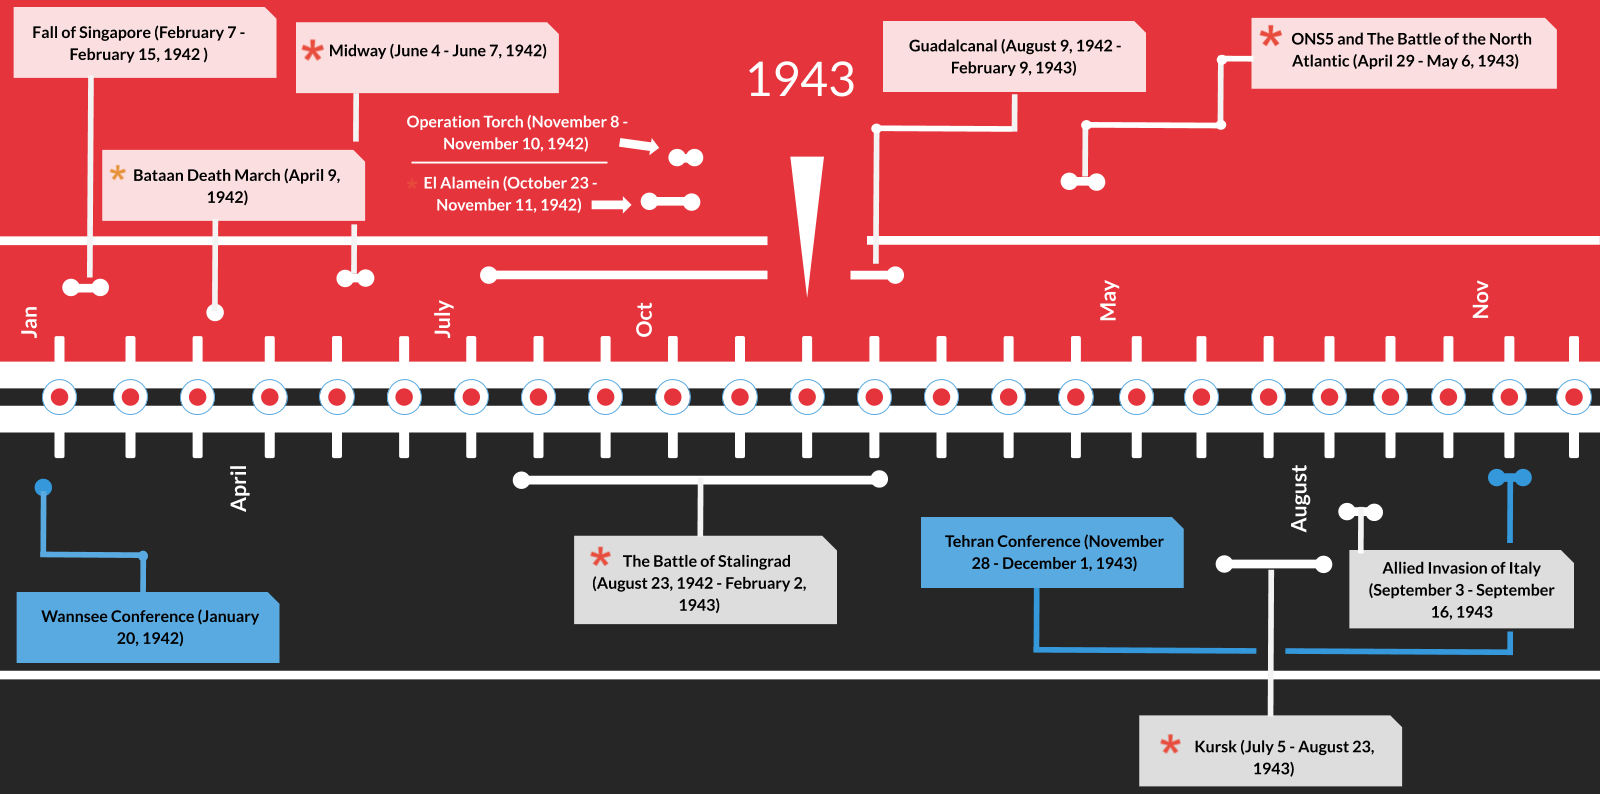 Fall of Singapore (February 7 -
February 15, 1942 )
* Midway (June 4 - June 7, 1942)
1943
Guadalcanal (August 9, 1942 -
February 9, 1943)
* ONS5 and The Battle of the North
Atlantic (April 29 - May 6, 1943)
Operation Torch (November 8 -
November 10, 1942)
* Bataan Death March (April 9,
1942)
* El Alamein (October 23 -
November 11, 1942)
Jan
July
Oct
May
Nov
April
August
* The Battle of Stalingrad
(August 23, 1942 - February 2,
1943)
Tehran Conference (November
28 - December 1, 1943)
Allied Invasion of Italy
(September 3 - September
16, 1943
Wannsee Conference (January
20, 1942)
* Kursk (July 5 - August 23,
1943)